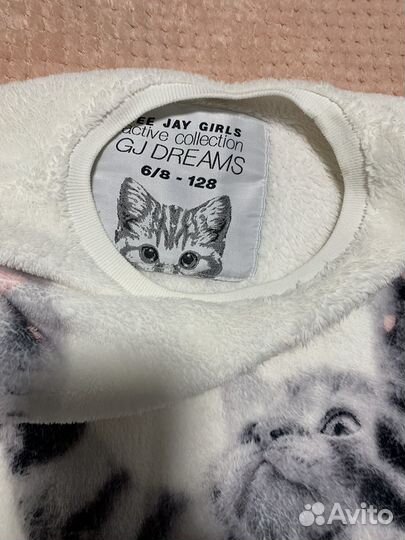 EE JAY GIRLS
active collection
GJ DREAMS
6/8 - 128
Avito